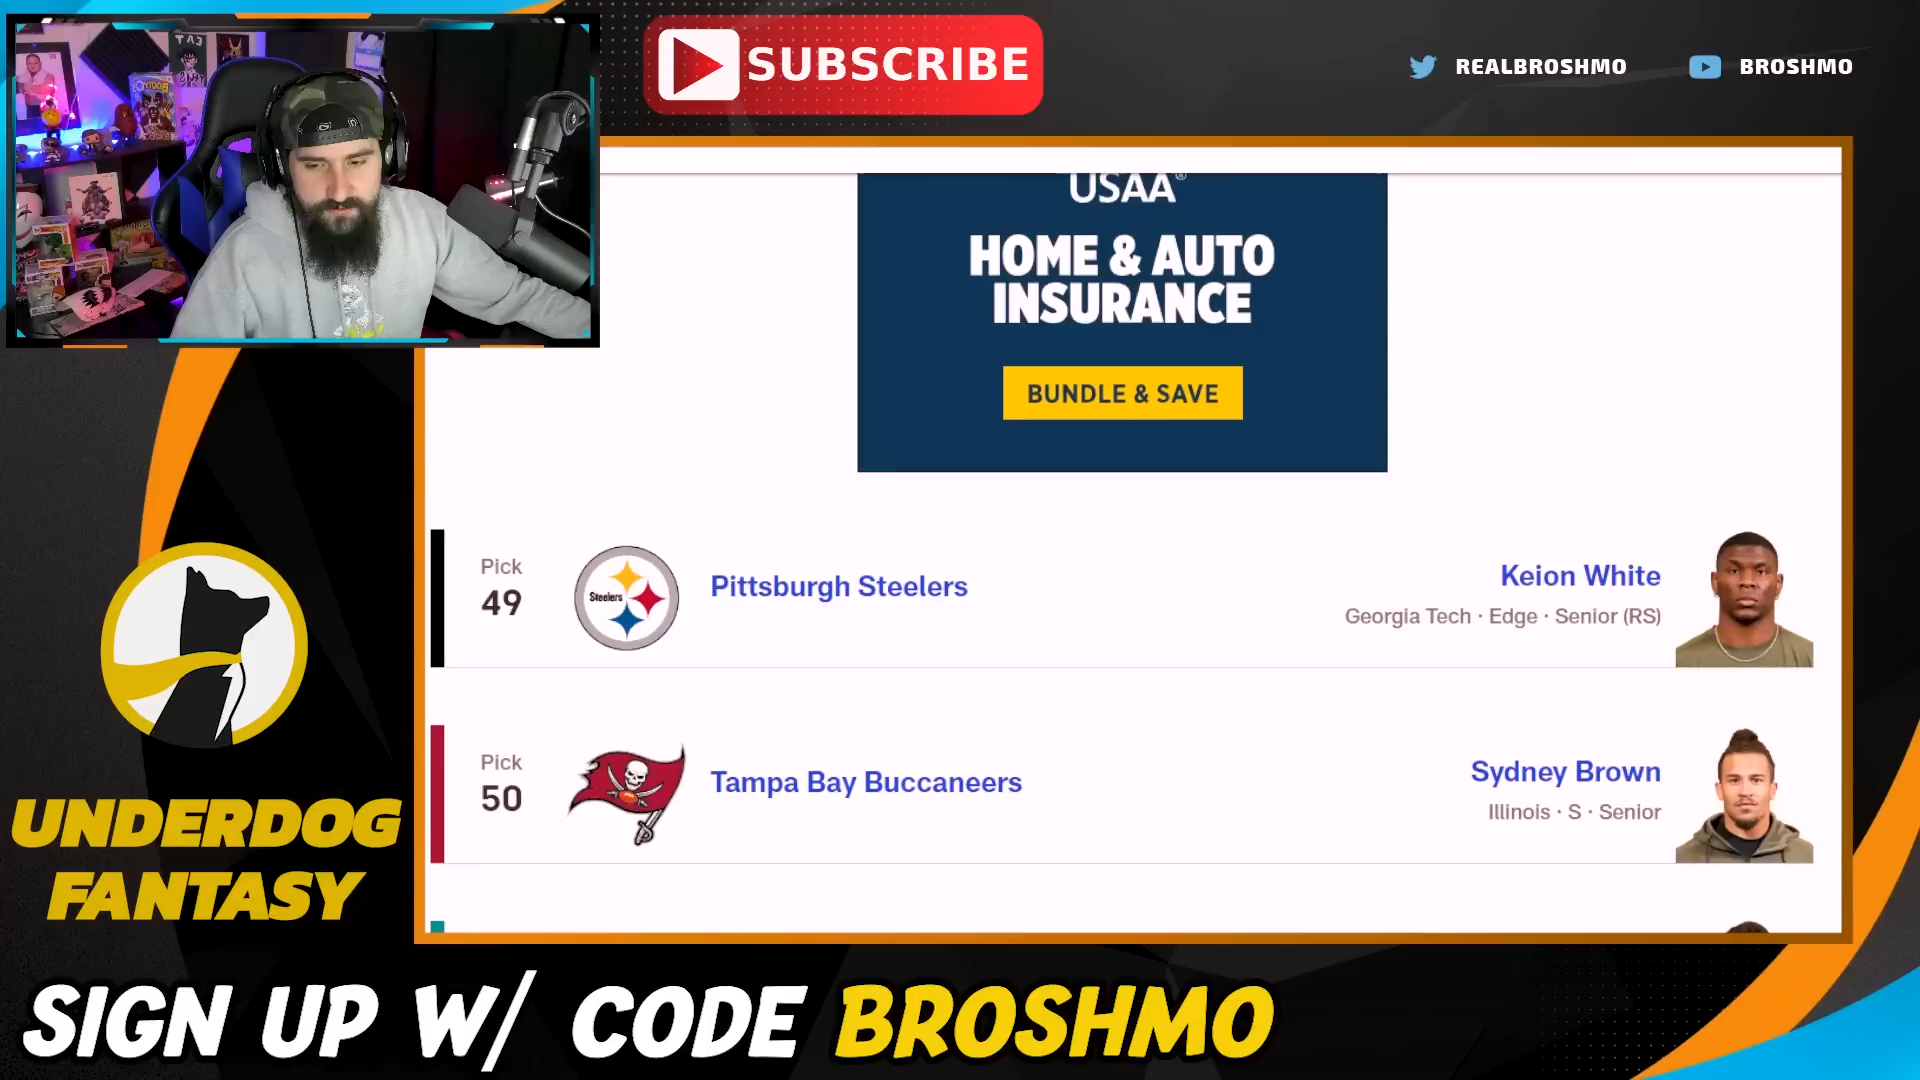 SUBSCRIBE
REALBROSHMO
BROSHMO
USAA®
HOME & AUTO
INSURANCE
BUNDLE & SAVE
Pick
49
Steelers
Pittsburgh Steelers
Keion White
Georgia Tech · Edge · Senior (RS)
Pick
50
Tampa Bay Buccaneers
Sydney Brown
Illinois · S · Senior
UNDERDOG
FANTASY
SIGN UP W/ CODE BROSHMO